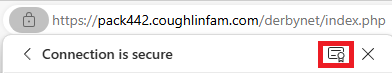 https://pack442.coughlinfam.com/derbynet/index.php
Connection is secure